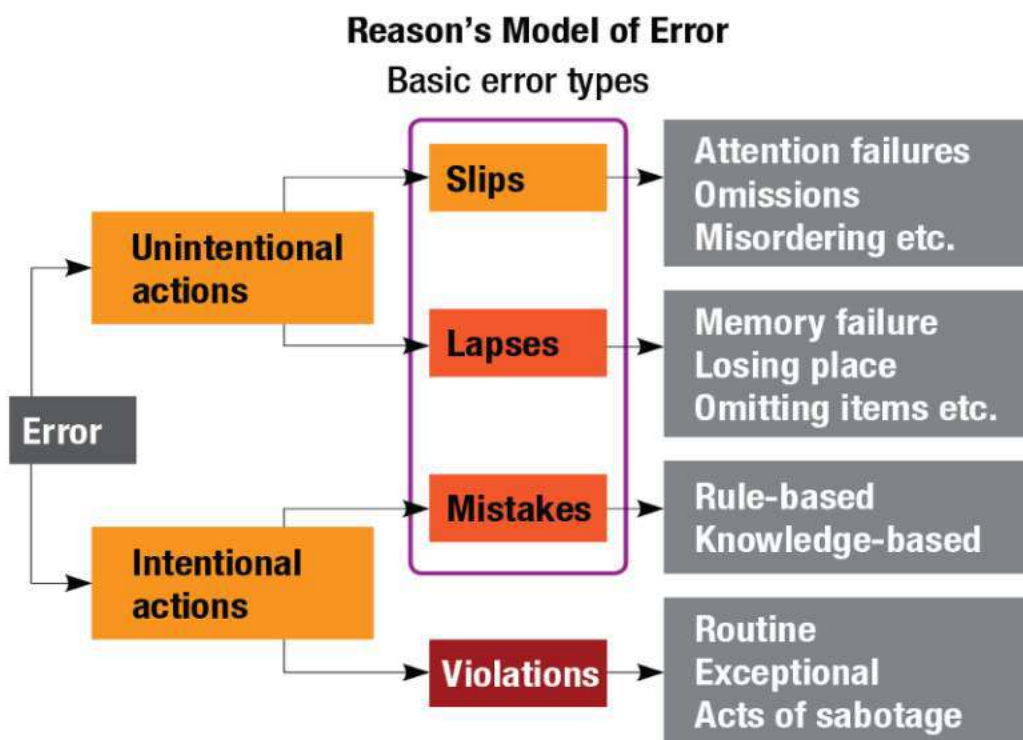 Reason's Model of Error
Basic error types
Slips
Attention failures
Omissions
Misordering etc.
Unintentional
actions
Lapses
Memory failure
Losing place
Omitting items etc.
Error
Mistakes
Rule-based
Knowledge-based
Intentional
actions
Violations
Routine
Exceptional
Acts of sabotage